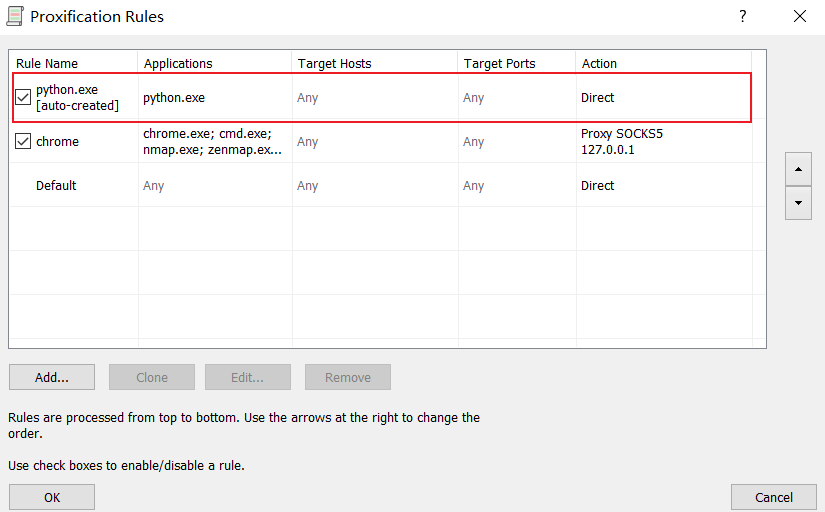 Proxification Rules
Rule Name Applications Target Hosts Target Ports Action
python.exe
[auto-created] python.exe Any Any Direct
chrome chrome.exe; cmd.exe;
nmap.exe; zenmap.ex... Any Any Proxy SOCKS5
127.0.0.1
Default Any Any Direct
Add... Clone Edit... Remove
Rules are processed from top to bottom. Use the arrows at the right to change the
order.
Use check boxes to enable/disable a rule.
OK Cancel